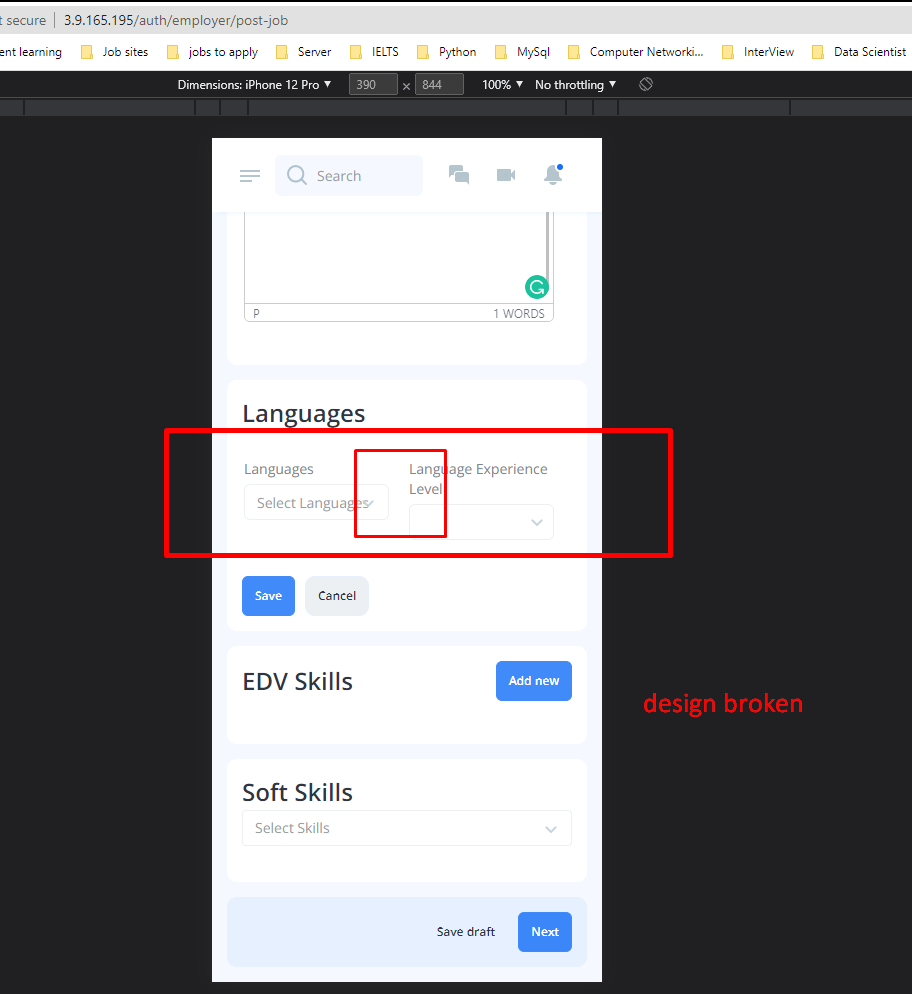 t secure | 3.9.165.195/auth/employer/post-job
ent learning Job sites jobs to apply Server IELTS Python MySql Computer Networki... InterView Data Scientist
Dimensions: iPhone 12 Pro ▼ 390 × 844 100% ▼ No throttling ▼
Search
P 1 WORDS
Languages
Languages
Select Languages
Language Experience
Level
Save Cancel
EDV Skills Add new
design broken
Soft Skills
Select Skills
Save draft Next